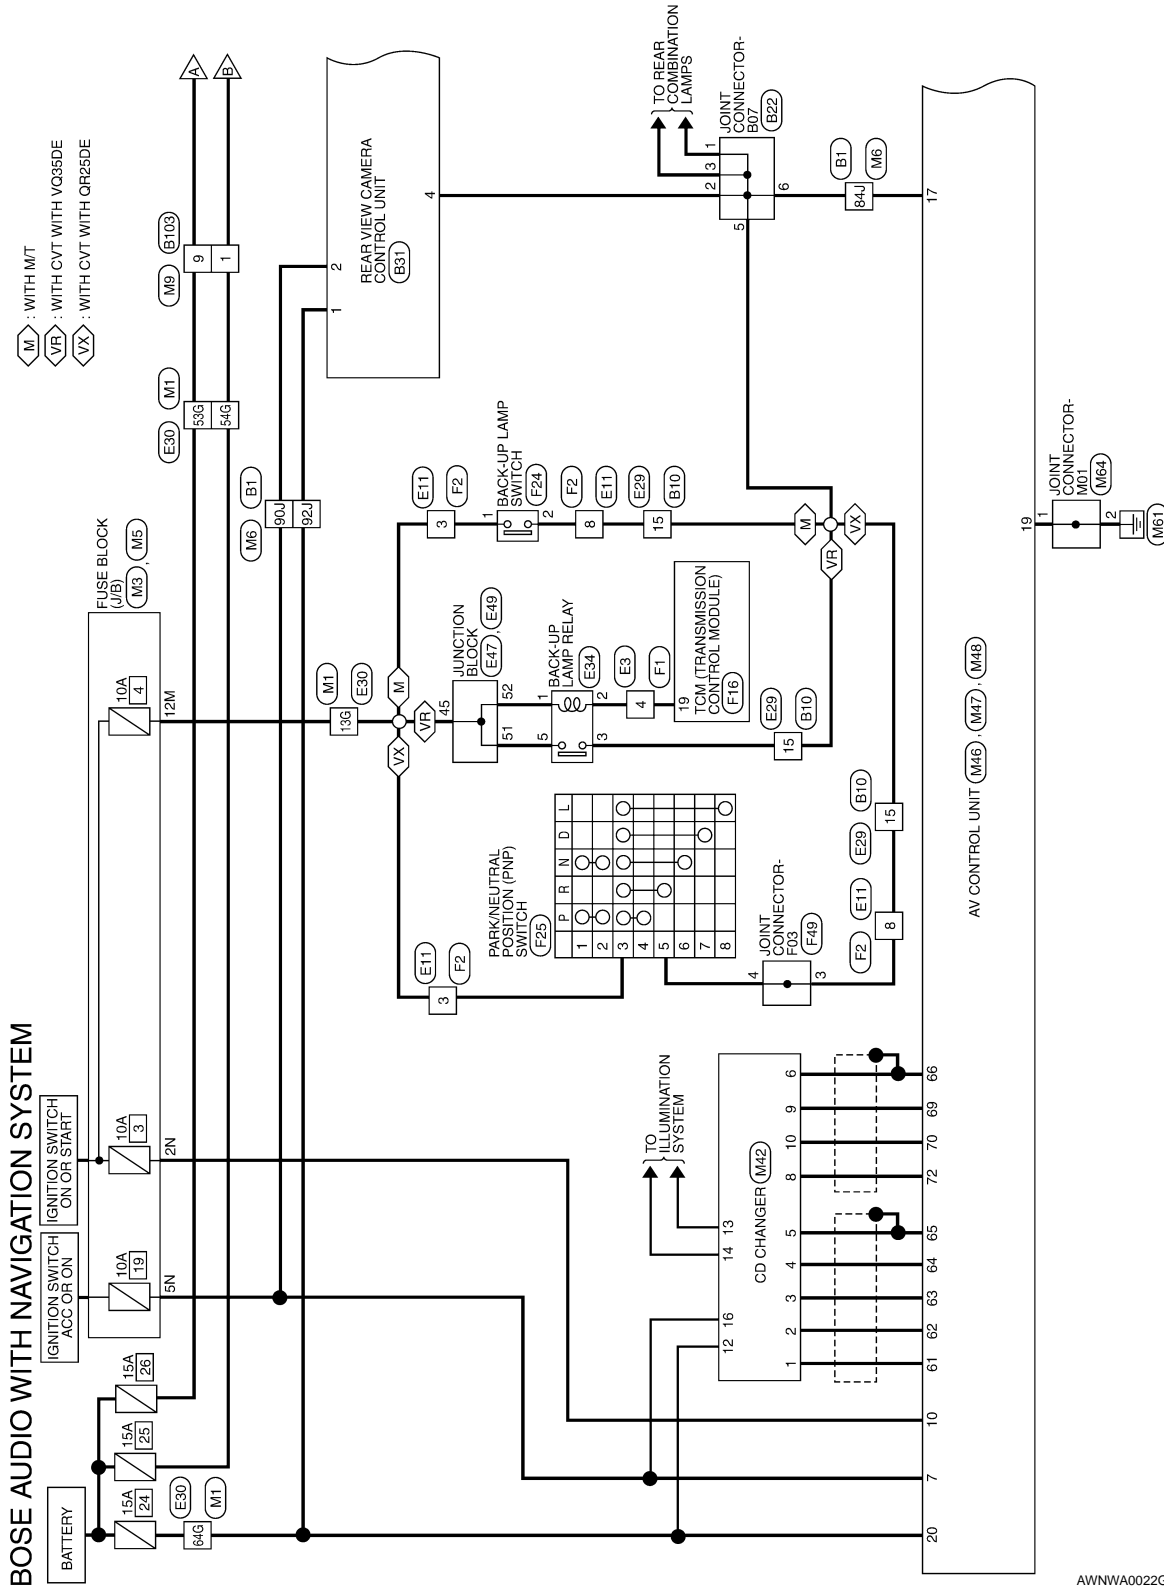 BOSE AUDIO WITH NAVIGATION SYSTEM
M : WITH M/T
VR : WITH CVT WITH VQ35DE
VX : WITH CVT WITH QR25DE
BATTERY
IGNITION SWITCH
ACC OR ON
IGNITION SWITCH
ON OR START
FUSE BLOCK
(J/B)
M3 , M5
15A
24
15A
25
15A
26
10A
19
10A
3
10A
4
5N
2N
12M
E30
M1
64G
M1
E30
13G
E30
M1
53G
54G
M9
B103
9
1
A
B
M6
B1
90J
92J
REAR VIEW CAMERA
CONTROL UNIT
B31
1
2
4
VX
M
VR
E11
F2
3
45
JUNCTION
BLOCK
E47 , E49
51
52
BACK-UP
LAMP RELAY
E34
5
1
3
2
E3
F1
4
19
TCM (TRANSMISSION
CONTROL MODULE)
F16
E29
B10
15
E11
F2
3
1
BACK-UP LAMP
SWITCH
F24
2
F2
E11
8
E29
B10
15
M
VR
VX
PARK/NEUTRAL
POSITION (PNP)
SWITCH
F25
P R N D L
1
2
3
4
5
6
7
8
4
JOINT
CONNECTOR-
F03
F49
3
F2
E11
8
E29
B10
15
TO REAR
COMBINATION
LAMPS
JOINT
CONNECTOR-
B07
B22
2
3
1
5
6
B1
M6
84J
17
TO
ILLUMINATION
SYSTEM
12
16
14
13
CD CHANGER M42
1
2
3
4
5
8
10
9
6
20
7
10
61
62
63
64
65
72
70
69
66
AV CONTROL UNIT M46 , M47 , M48
19
1
JOINT
CONNECTOR-
M01
M64
2
M61
AWNWA0022G